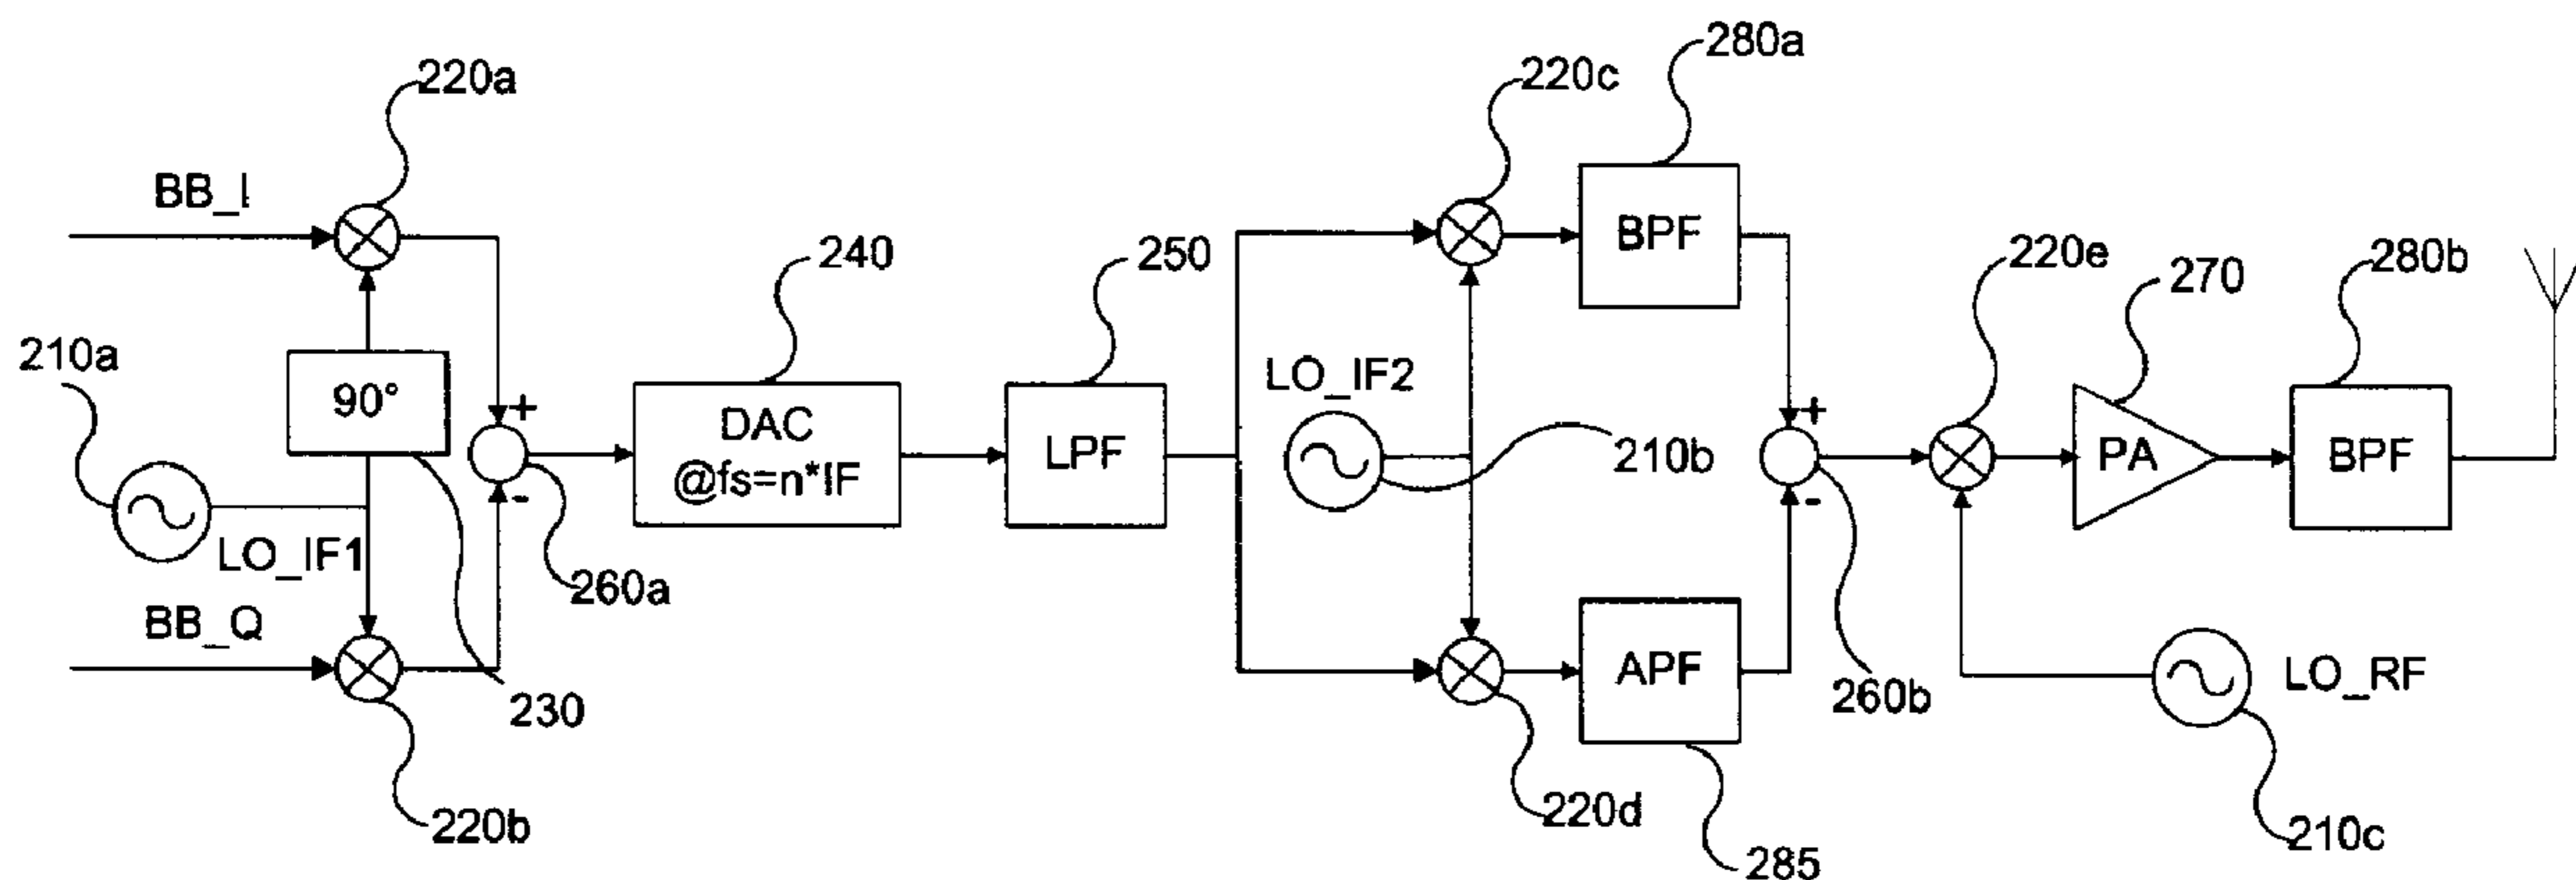 280a
220a
220c
BB_I
240
250
BPF
220e
280b
270
210a
LO_IF2
90°
+
+
DAC
@fs=n*IF
LPF
210b
PA
BPF
-
-
LO_IF1
260a
BB_Q
APF
260b
LO_RF
230
220b
220d
210c
285